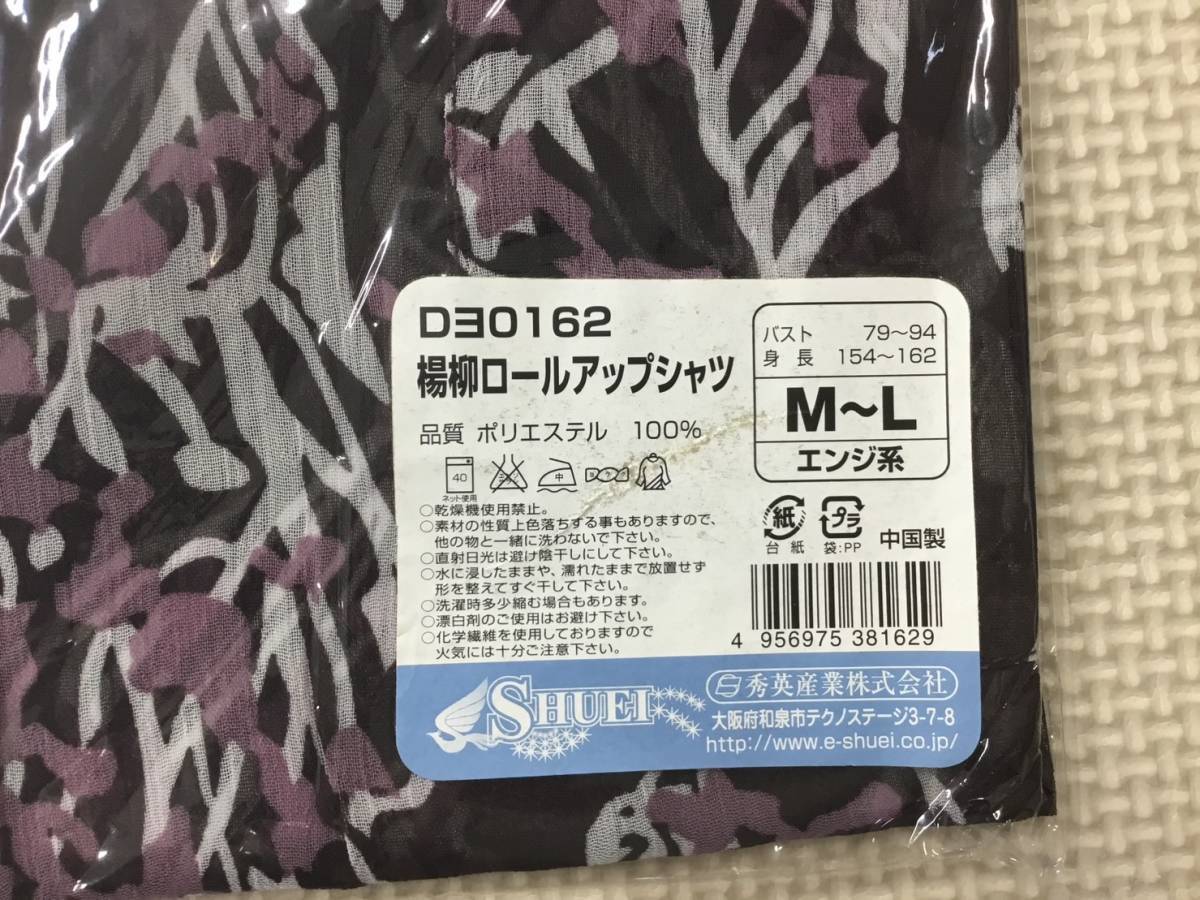 Dヨ0162
楊柳ロールアップシャツ
品質 ポリエステル 100%
40
中
ネット使用
○乾燥機使用禁止。
○素材の性質上色落ちする事もありますので、
他の物と一緒に洗わないで下さい。
○直射日光は避け陰干しにして下さい。
○水に浸したままや、濡れたままで放置せず
形を整えてすぐ干して下さい。
○洗濯時多少縮む場合もあります。
○漂白剤のご使用はお避け下さい。
○化学繊維を使用しておりますので
火気には十分ご注意下さい。
バスト 79～94
身長 154～162
M～L
エンジ系
紙 プラ
台紙 袋:PP 中国製
4 956975 381629
SHUEI
秀英産業株式会社
大阪府和泉市テクノステージ3-7-8
http://www.e-shuei.co.jp/